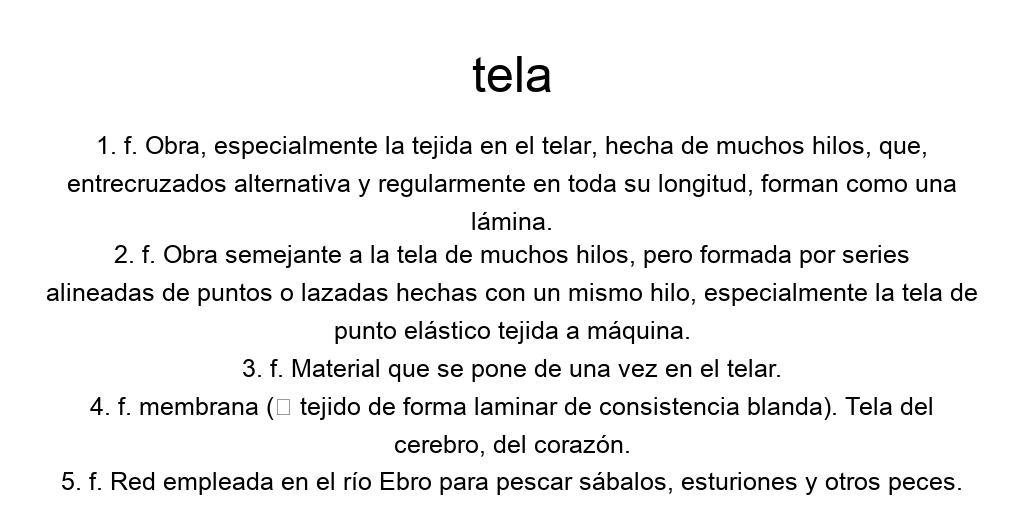 tela
1. f. Obra, especialmente la tejida en el telar, hecha de muchos hilos, que,
entrecruzados alternativa y regularmente en toda su longitud, forman como una
lámina.
2. f. Obra semejante a la tela de muchos hilos, pero formada por series
alineadas de puntos o lazadas hechas con un mismo hilo, especialmente la tela de
punto elástico tejida a máquina.
3. f. Material que se pone de una vez en el telar.
4. f. membrana (▯ tejido de forma laminar de consistencia blanda). Tela del
cerebro, del corazón.
5. f. Red empleada en el río Ebro para pescar sábalos, esturiones y otros peces.